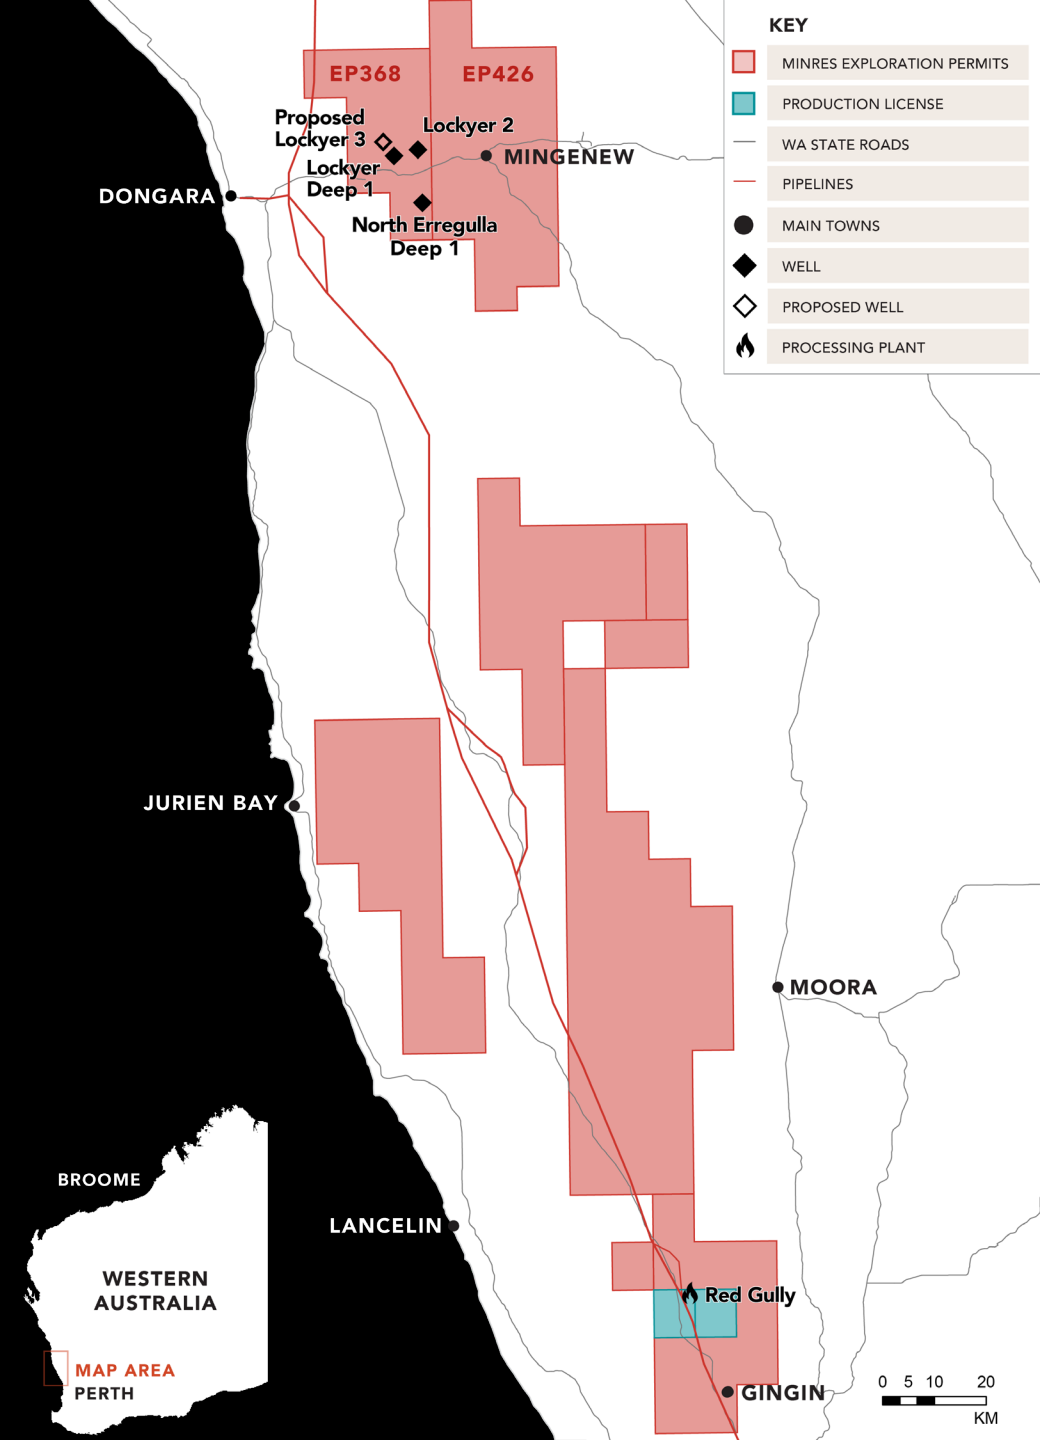 KEY
MINRES EXPLORATION PERMITS
PRODUCTION LICENSE
WA STATE ROADS
PIPELINES
MAIN TOWNS
WELL
PROPOSED WELL
PROCESSING PLANT
EP368
EP426
Proposed
Lockyer 3
Lockyer 2
Lockyer
Deep 1
MINGENEW
DONGARA
North Erregulla
Deep 1
JURIEN BAY
MOORA
LANCELIN
Red Gully
GINGIN
BROOME
WESTERN
AUSTRALIA
MAP AREA
PERTH
0 5 10 20
KM